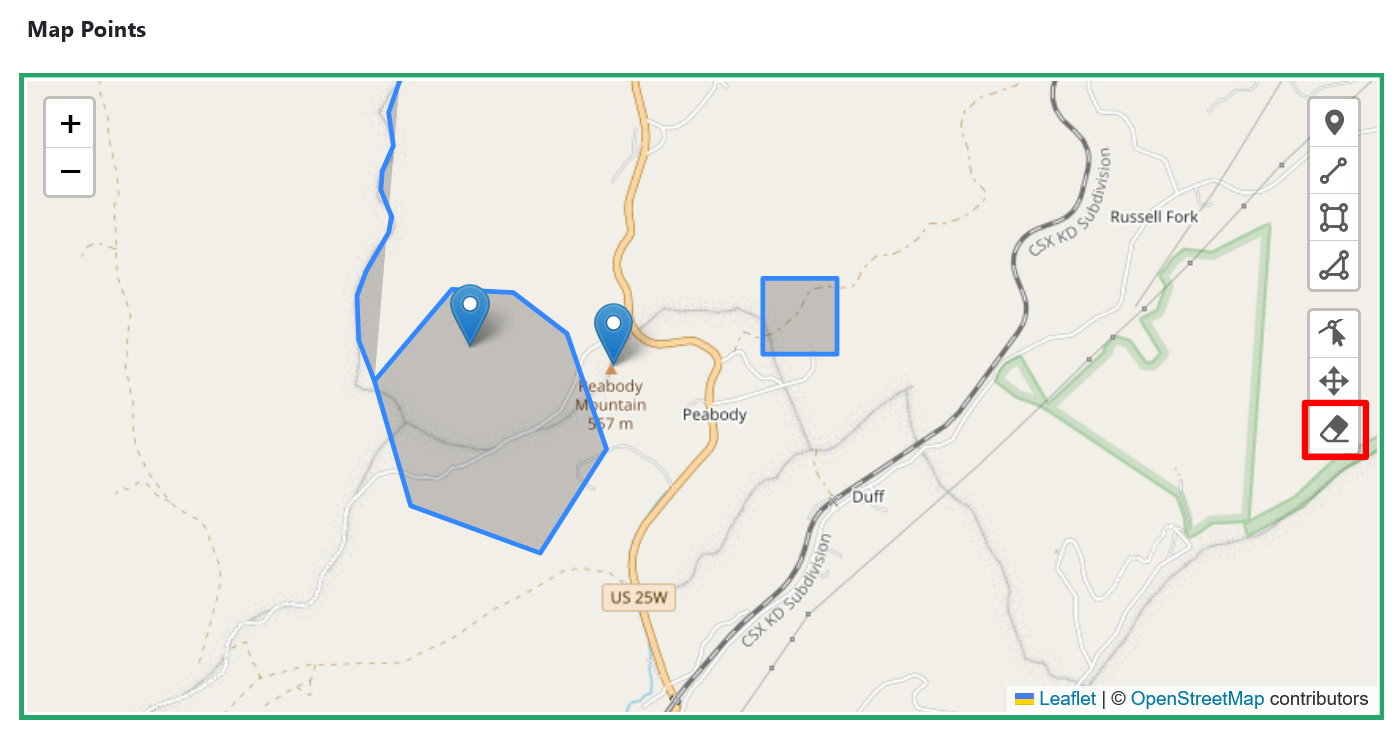 Map Points
+
−
CSX KD Subdivision
Russell Fork
Peabody
Mountain
567 m
Peabody
Duff
US 25W
CSX KD Subdivision
Leaflet | © OpenStreetMap contributors